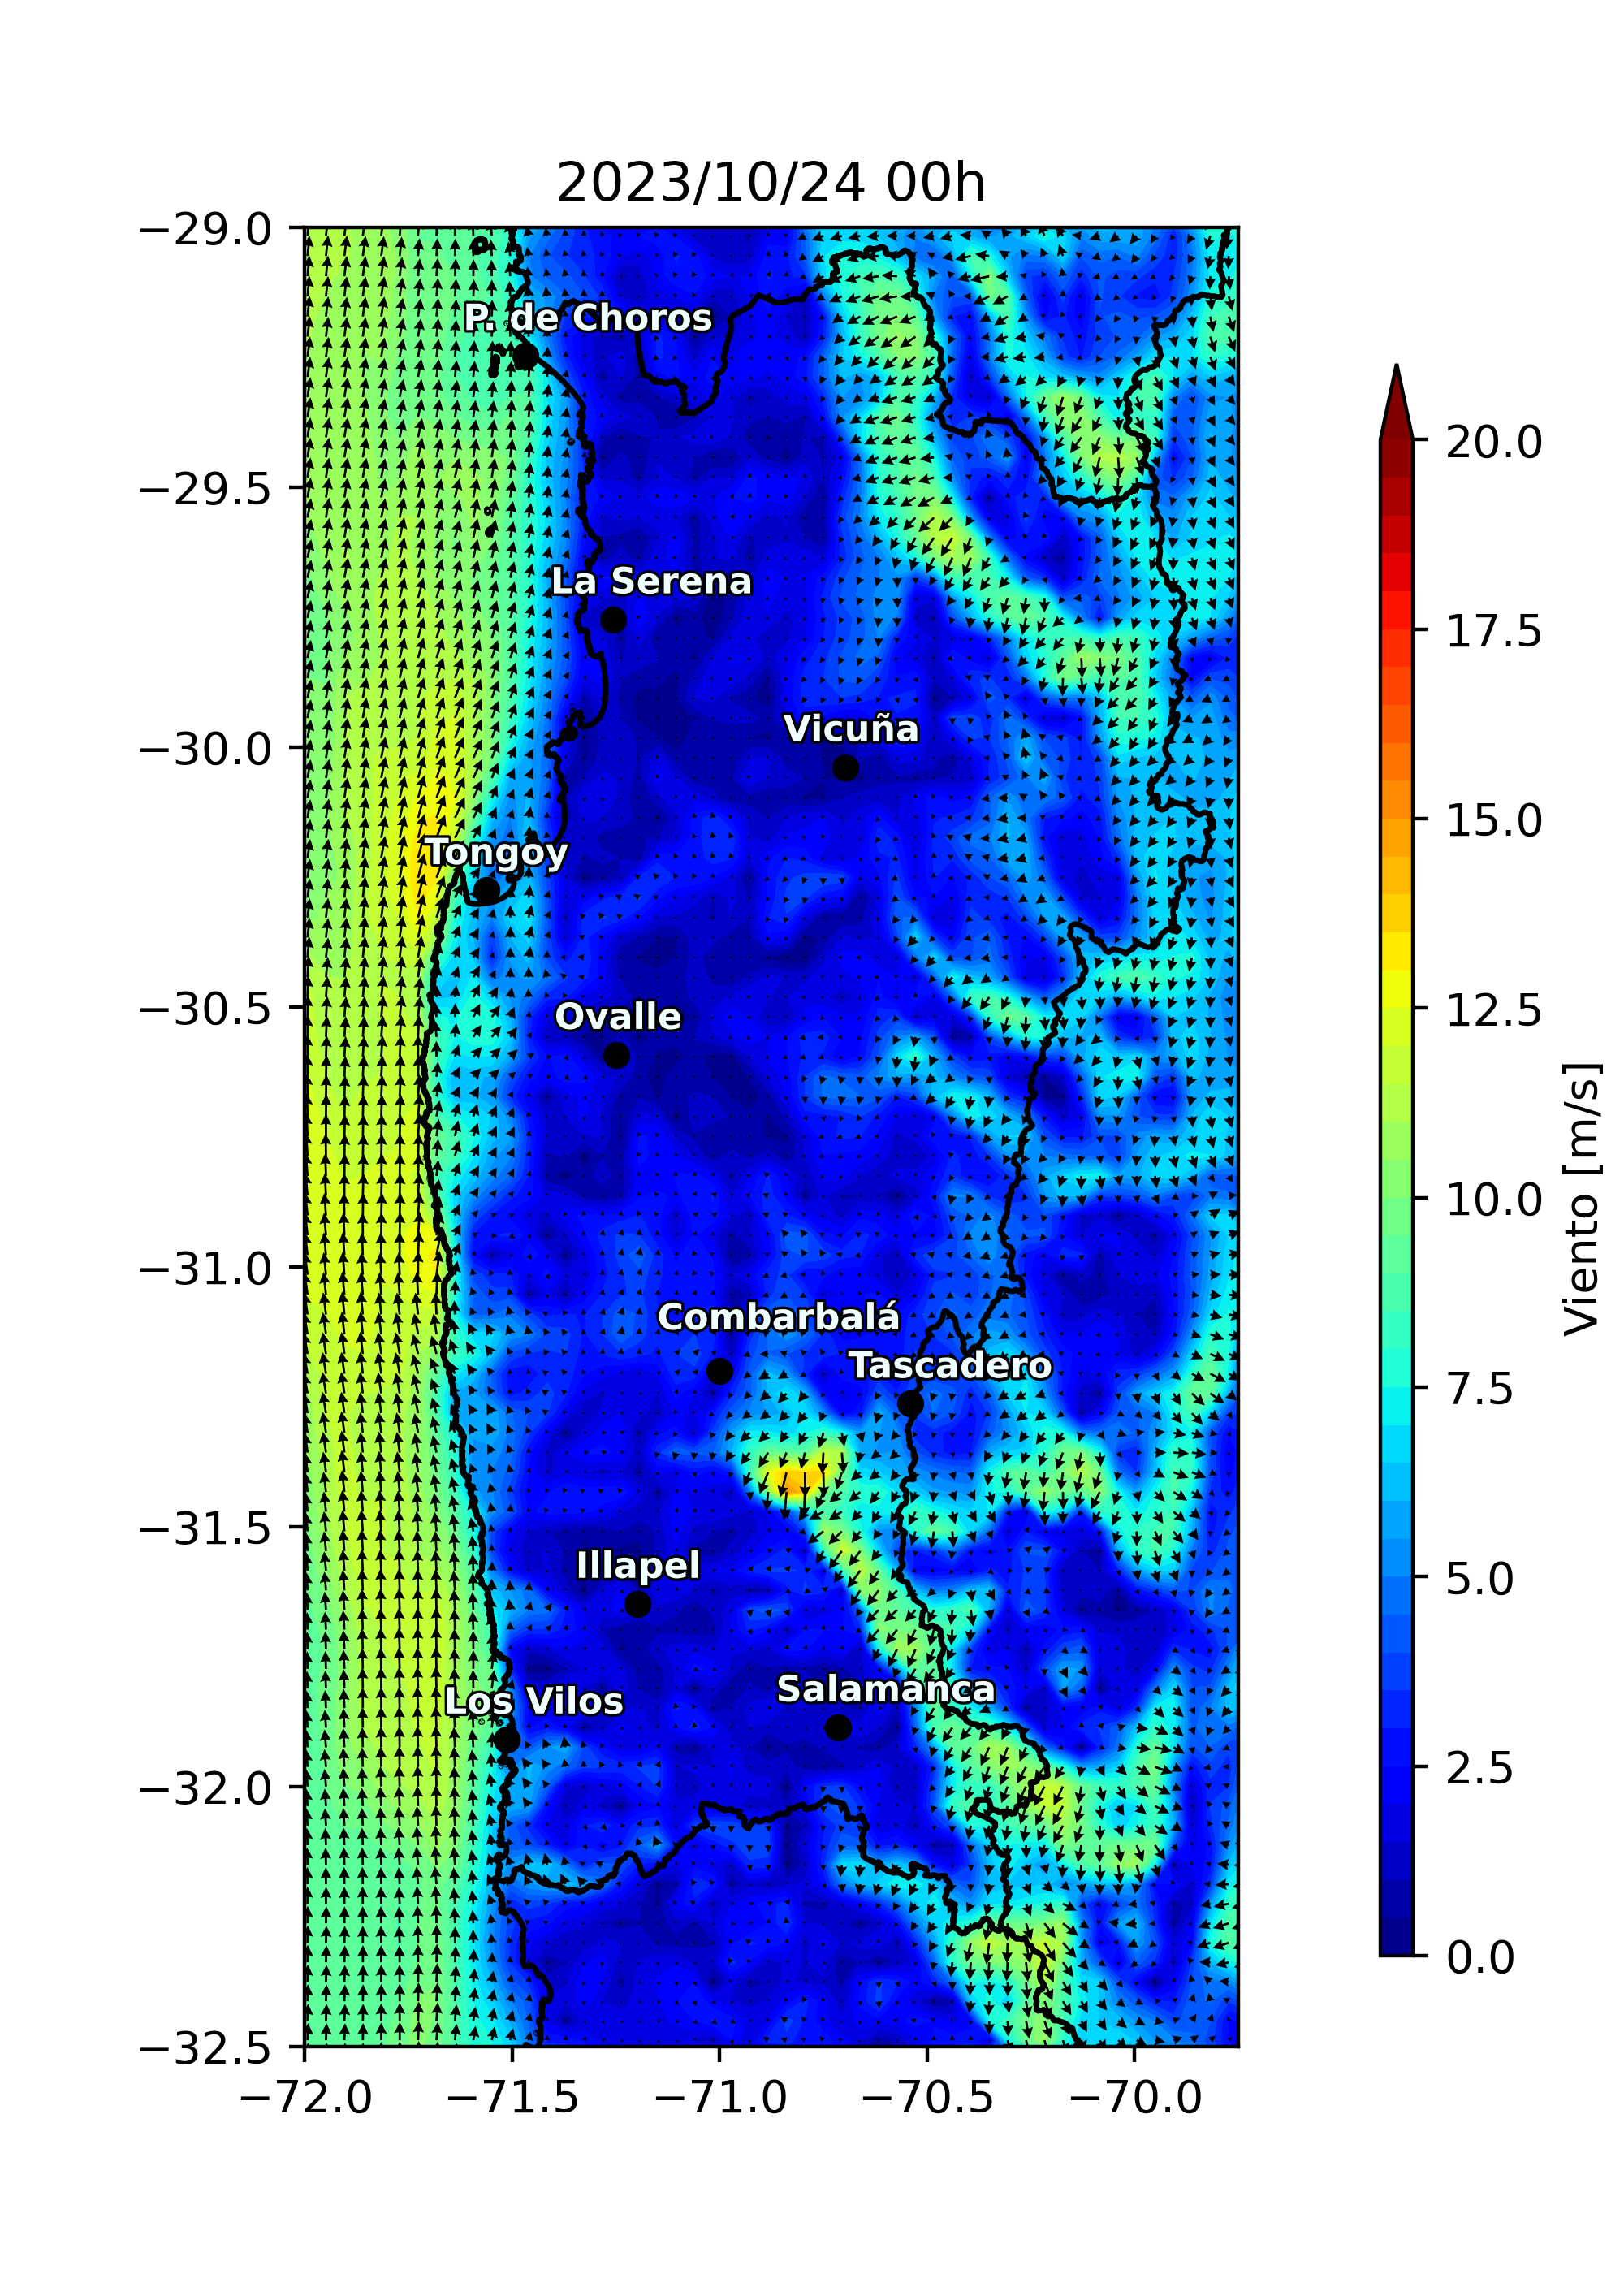 2023/10/24 00h
−29.0
−29.5
−30.0
−30.5
−31.0
−31.5
−32.0
−32.5
−72.0
−71.5
−71.0
−70.5
−70.0
P. de Choros
La Serena
Vicuña
Tongoy
Ovalle
Combarbalá
Tascadero
Illapel
Salamanca
Los Vilos
20.0
17.5
15.0
12.5
10.0
7.5
5.0
2.5
0.0
Viento [m/s]